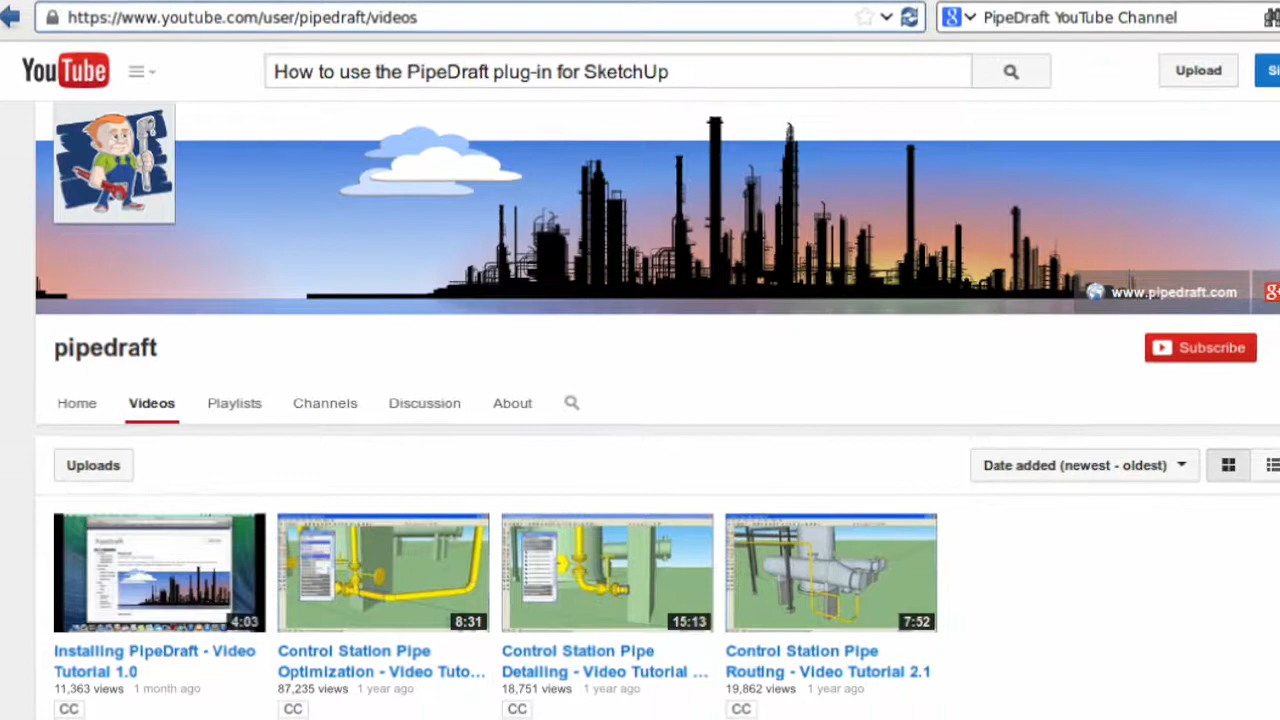 https://www.youtube.com/user/pipedraft/videos
PipeDraft YouTube Channel
YouTube
How to use the PipeDraft plug-in for SketchUp
Upload
www.pipedraft.com
pipedraft
Subscribe
Home Videos Playlists Channels Discussion About
Uploads
Date added (newest - oldest)
4:03 8:31 15:13 7:52
Installing PipeDraft - Video Tutorial 1.0
11,363 views 1 month ago
CC
Control Station Pipe Optimization - Video Tuto...
87,235 views 1 year ago
CC
Control Station Pipe Detailing - Video Tutorial ...
18,751 views 1 year ago
CC
Control Station Pipe Routing - Video Tutorial 2.1
19,862 views 1 year ago
CC